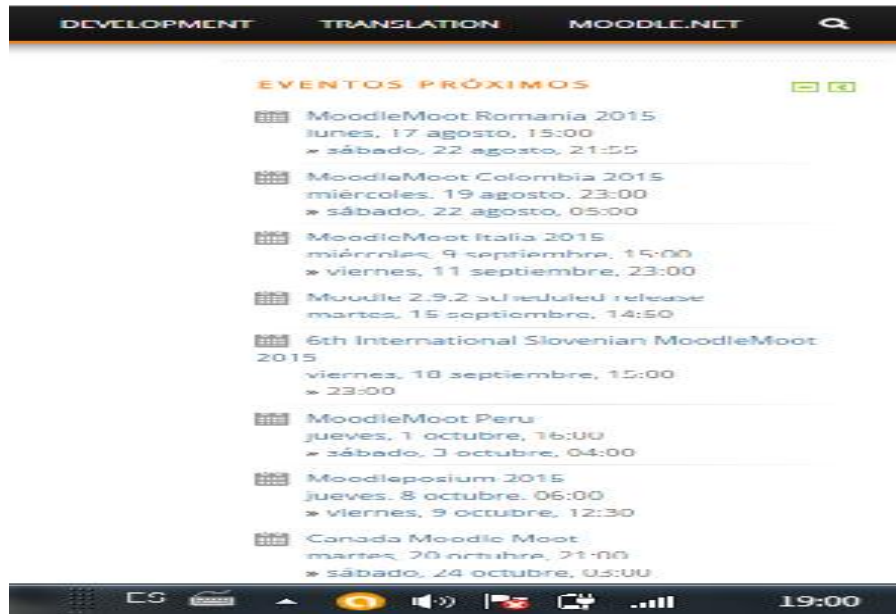 DEVELOPMENT TRANSLATION MOODLE.NET
EVENTOS PRÓXIMOS
MoodleMoot Romania 2015
lunes, 17 agosto, 15:00
» sábado, 22 agosto, 21:55
MoodleMoot Colombia 2015
miércoles, 19 agosto, 23:00
» sábado, 22 agosto, 05:00
MoodleMoot Italia 2015
miércoles, 9 septiembre, 15:00
» viernes, 11 septiembre, 23:00
Moodle 2.9.2 scheduled release
martes, 15 septiembre, 14:50
6th International Slovenian MoodleMoot
2015
viernes, 18 septiembre, 15:00
» 23:00
MoodleMoot Peru
jueves, 1 octubre, 16:00
» sábado, 3 octubre, 04:00
Moodleposium 2015
jueves, 8 octubre, 06:00
» viernes, 9 octubre, 12:30
Canada Moodle Moot
martes, 20 octubre, 21:00
» sábado, 24 octubre, 03:00
ES 19:00